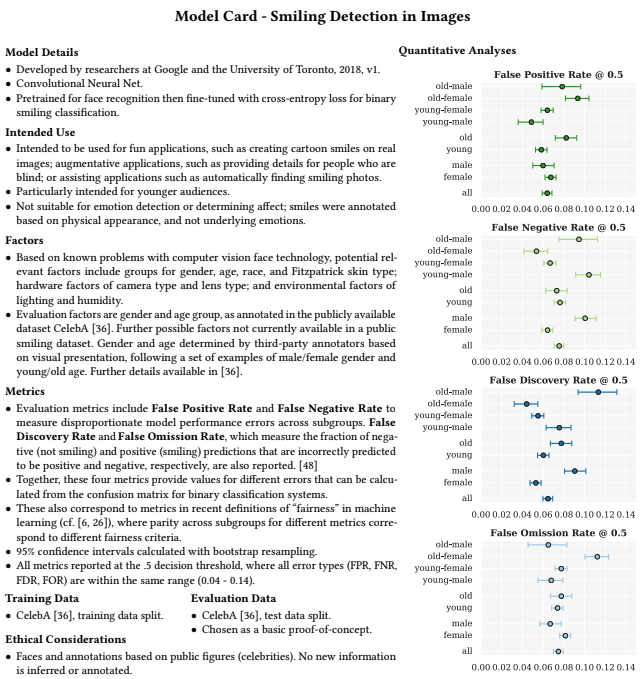 Model Card - Smiling Detection in Images
Model Details
• Developed by researchers at Google and the University of Toronto, 2018, v1.
• Convolutional Neural Net.
• Pretrained for face recognition then fine-tuned with cross-entropy loss for binary
smiling classification.
Intended Use
• Intended to be used for fun applications, such as creating cartoon smiles on real
images; augmentative applications, such as providing details for people who are
blind; or assisting applications such as automatically finding smiling photos.
• Particularly intended for younger audiences.
• Not suitable for emotion detection or determining affect; smiles were annotated
based on physical appearance, and not underlying emotions.
Factors
• Based on known problems with computer vision face technology, potential rel-
evant factors include groups for gender, age, race, and Fitzpatrick skin type;
hardware factors of camera type and lens type; and environmental factors of
lighting and humidity.
• Evaluation factors are gender and age group, as annotated in the publicly available
dataset CelebA [36]. Further possible factors not currently available in a public
smiling dataset. Gender and age determined by third-party annotators based
on visual presentation, following a set of examples of male/female gender and
young/old age. Further details available in [36].
Metrics
• Evaluation metrics include False Positive Rate and False Negative Rate to
measure disproportionate model performance errors across subgroups. False
Discovery Rate and False Omission Rate, which measure the fraction of nega-
tive (not smiling) and positive (smiling) predictions that are incorrectly predicted
to be positive and negative, respectively, are also reported. [48]
• Together, these four metrics provide values for different errors that can be calcu-
lated from the confusion matrix for binary classification systems.
• These also correspond to metrics in recent definitions of “fairness” in machine
learning (cf. [6, 26]), where parity across subgroups for different metrics corre-
spond to different fairness criteria.
• 95% confidence intervals calculated with bootstrap resampling.
• All metrics reported at the .5 decision threshold, where all error types (FPR, FNR,
FDR, FOR) are within the same range (0.04 - 0.14).
Training Data
• CelebA [36], training data split.
Evaluation Data
• CelebA [36], test data split.
• Chosen as a basic proof-of-concept.
Ethical Considerations
• Faces and annotations based on public figures (celebrities). No new information
is inferred or annotated.
Quantitative Analyses
False Positive Rate @ 0.5
old-male
old-female
young-female
young-male
old
young
male
female
all
0.00 0.02 0.04 0.06 0.08 0.10 0.12 0.14
False Negative Rate @ 0.5
old-male
old-female
young-female
young-male
old
young
male
female
all
0.00 0.02 0.04 0.06 0.08 0.10 0.12 0.14
False Discovery Rate @ 0.5
old-male
old-female
young-female
young-male
old
young
male
female
all
0.00 0.02 0.04 0.06 0.08 0.10 0.12 0.14
False Omission Rate @ 0.5
old-male
old-female
young-female
young-male
old
young
male
female
all
0.00 0.02 0.04 0.06 0.08 0.10 0.12 0.14